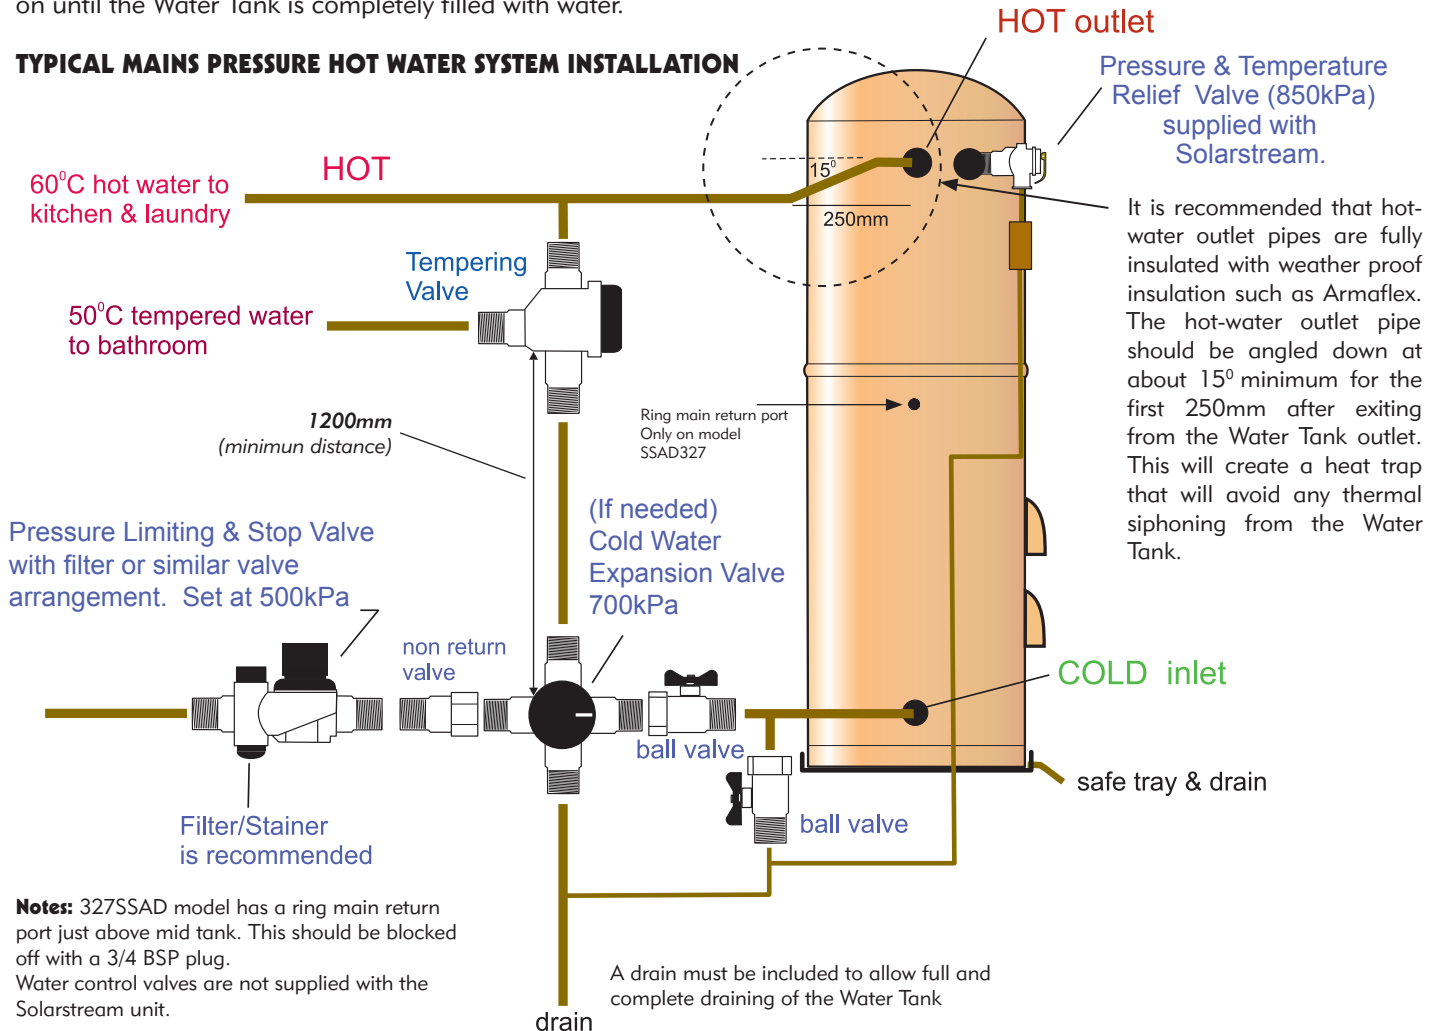 on until the Water Tank is completely filled with water.
TYPICAL MAINS PRESSURE HOT WATER SYSTEM INSTALLATION
HOT outlet
Pressure & Temperature
Relief Valve (850kPa)
supplied with
Solarstream.
HOT
60⁰C hot water to
kitchen & laundry
15⁰
250mm
It is recommended that hot-
water outlet pipes are fully
insulated with weather proof
insulation such as Armaflex.
The hot-water outlet pipe
should be angled down at
about 15⁰ minimum for the
first 250mm after exiting
from the Water Tank outlet.
This will create a heat trap
that will avoid any thermal
siphoning from the Water
Tank.
Tempering
Valve
50⁰C tempered water
to bathroom
1200mm
(minimun distance)
Ring main return port
Only on model
SSAD327
Pressure Limiting & Stop Valve
with filter or similar valve
arrangement. Set at 500kPa
(If needed)
Cold Water
Expansion Valve
700kPa
non return
valve
COLD inlet
ball valve
safe tray & drain
ball valve
Filter/Stainer
is recommended
Notes: 327SSAD model has a ring main return
port just above mid tank. This should be blocked
off with a 3/4 BSP plug.
Water control valves are not supplied with the
Solarstream unit.
A drain must be included to allow full and
complete draining of the Water Tank
drain